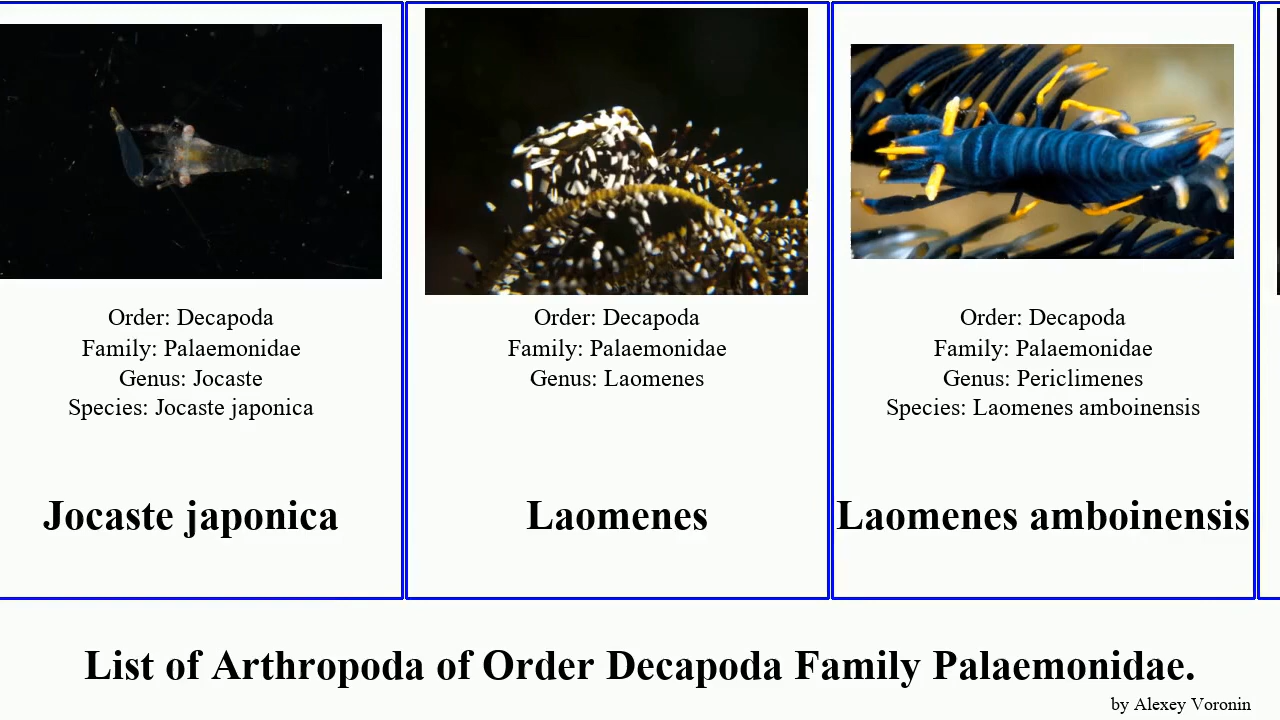 Order: Decapoda
Family: Palaemonidae
Genus: Jocaste
Species: Jocaste japonica
Jocaste japonica
Order: Decapoda
Family: Palaemonidae
Genus: Laomenes
Laomenes
Order: Decapoda
Family: Palaemonidae
Genus: Periclimenes
Species: Laomenes amboinensis
Laomenes amboinensis
List of Arthropoda of Order Decapoda Family Palaemonidae.
by Alexey Voronin